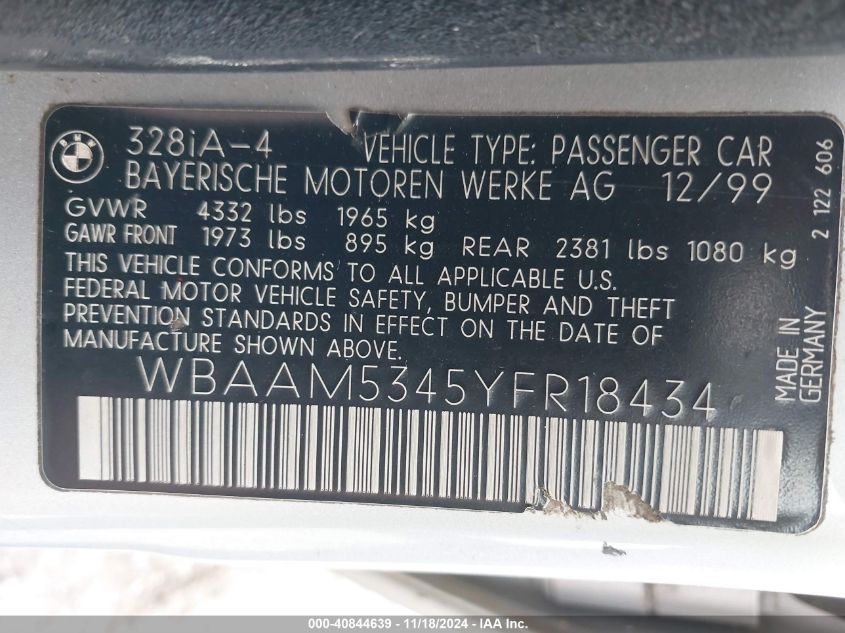 BMW
328iA-4 VEHICLE TYPE: PASSENGER CAR
BAYERISCHE MOTOREN WERKE AG 12/99
GVWR 4332 lbs 1965 kg
GAWR FRONT 1973 lbs 895 kg REAR 2381 lbs 1080 kg
THIS VEHICLE CONFORMS TO ALL APPLICABLE U.S.
FEDERAL MOTOR VEHICLE SAFETY, BUMPER AND THEFT
PREVENTION STANDARDS IN EFFECT ON THE DATE OF
MANUFACTURE SHOWN ABOVE.
WBAAM5345YFR18434
2 122 606
MADE IN
GERMANY
000-40844639 - 11/18/2024 - IAAI.com